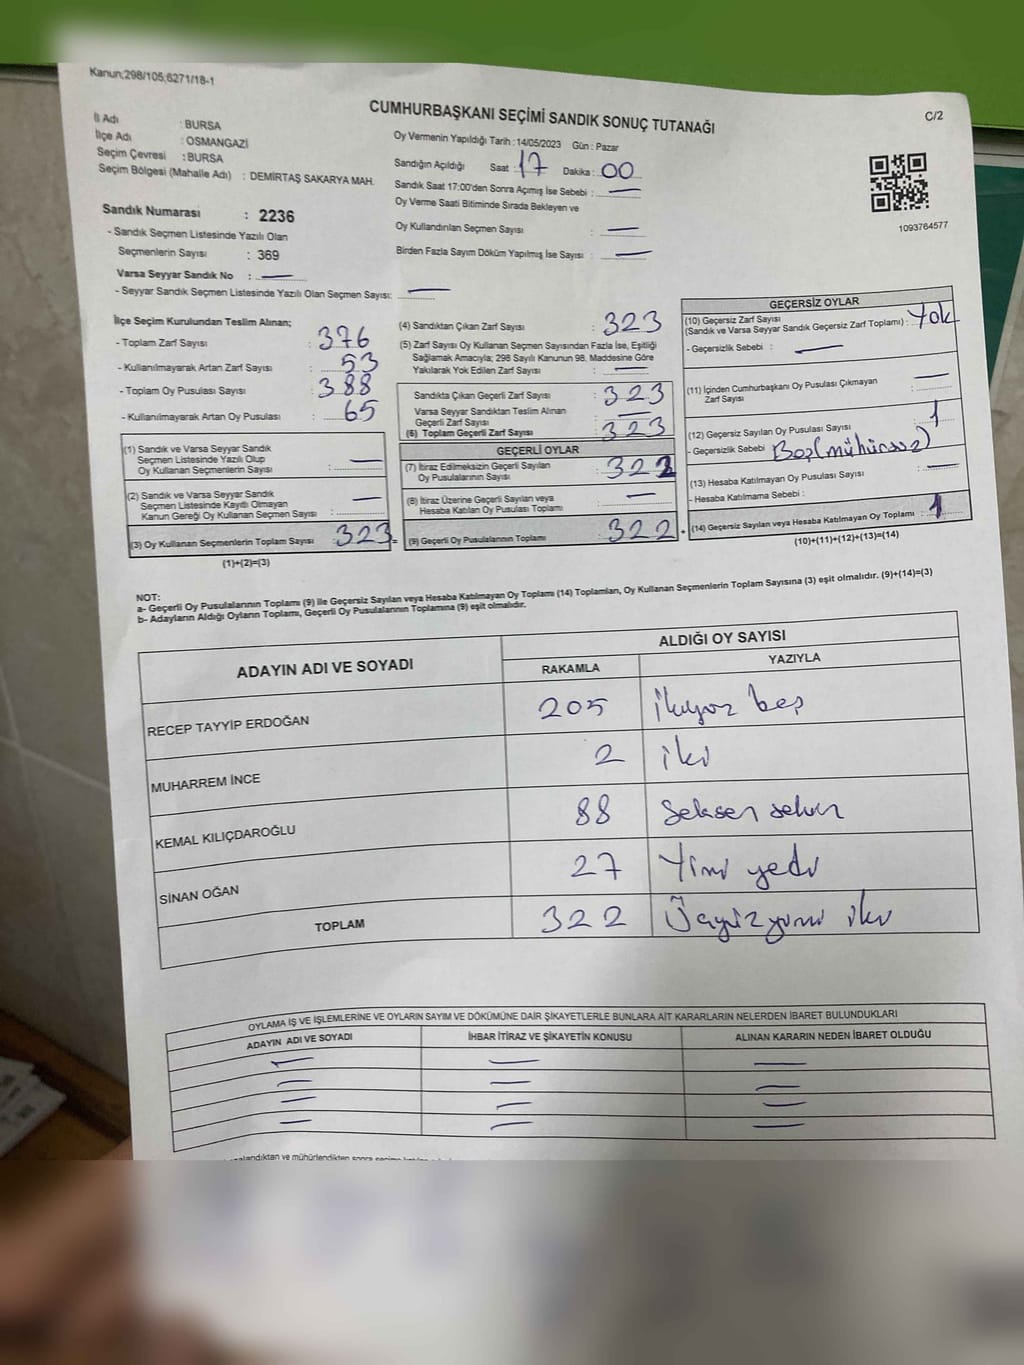 Kanun;298/105;6271/18-1
C/2
CUMHURBAŞKANI SEÇİMİ SANDIK SONUÇ TUTANAĞI
İl Adı : BURSA
İlçe Adı : OSMANGAZİ
Seçim Çevresi : BURSA
Seçim Bölgesi (Mahalle Adı) : DEMİRTAŞ SAKARYA MAH.
Oy Vermenin Yapıldığı Tarih : 14/05/2023 Gün : Pazar
Sandığın Açıldığı Saat : 17 Dakika : 00
Sandık Saat 17:00'den Sonra Açımış İse Sebebi : —
Oy Verme Saati Bitiminde Sırada Bekleyen ve
Oy Kullandırılan Seçmen Sayısı : —
Birden Fazla Sayım Döküm Yapılmış İse Sayısı : —
1093764577
Sandık Numarası : 2236
- Sandık Seçmen Listesinde Yazılı Olan
Seçmenlerin Sayısı : 369
Varsa Seyyar Sandık No : —
- Seyyar Sandık Seçmen Listesinde Yazılı Olan Seçmen Sayısı: —
İlçe Seçim Kurulundan Teslim Alınan;
- Toplam Zarf Sayısı : 376
- Kullanılmayarak Artan Zarf Sayısı : 53
- Toplam Oy Pusulası Sayısı : 388
- Kullanılmayarak Artan Oy Pusulası : 65
(1) Sandık ve Varsa Seyyar Sandık
Seçmen Listesinde Yazılı Olup
Oy Kullanan Seçmenlerin Sayısı : —
(2) Sandık ve Varsa Seyyar Sandık
Seçmen Listesinde Kayıtlı Olmayan
Kanun Gereği Oy Kullanan Seçmen Sayısı : —
(3) Oy Kullanan Seçmenlerin Toplam Sayısı : 323
(1)+(2)=(3)
=
(4) Sandıktan Çıkan Zarf Sayısı : 323
(5) Zarf Sayısı Oy Kullanan Seçmen Sayısından Fazla İse, Eşitliği
Sağlamak Amacıyla; 298 Sayılı Kanunun 98. Maddesine Göre
Yakılarak Yok Edilen Zarf Sayısı : —
Sandıkta Çıkan Geçerli Zarf Sayısı : 323
Varsa Seyyar Sandıktan Teslim Alınan
Geçerli Zarf Sayısı : —
(6) Toplam Geçerli Zarf Sayısı : 323
GEÇERLİ OYLAR
(7) İtiraz Edilmeksizin Geçerli Sayılan
Oy Pusulalarının Sayısı : 322
(8) İtiraz Üzerine Geçerli Sayılan veya
Hesaba Katılan Oy Pusulası Toplamı : —
(9) Geçerli Oy Pusulalarının Toplamı : 322
+
GEÇERSİZ OYLAR
(10) Geçersiz Zarf Sayısı
(Sandık ve Varsa Seyyar Sandık Geçersiz Zarf Toplamı) : Yok
- Geçersizlik Sebebi : —
(11) İçinden Cumhurbaşkanı Oy Pusulası Çıkmayan
Zarf Sayısı : —
(12) Geçersiz Sayılan Oy Pusulası Sayısı : 1
- Geçersizlik Sebebi : Boş (mühürsüz)
(13) Hesaba Katılmayan Oy Pusulası Sayısı : —
- Hesaba Katılmama Sebebi :
(14) Geçersiz Sayılan veya Hesaba Katılmayan Oy Toplamı : 1
(10)+(11)+(12)+(13)=(14)
NOT:
a- Geçerli Oy Pusulalarının Toplamı (9) ile Geçersiz Sayılan veya Hesaba Katılmayan Oy Toplamı (14) Toplamları, Oy Kullanan Seçmenlerin Toplam Sayısına (3) eşit olmalıdır. (9)+(14)=(3)
b- Adayların Aldığı Oyların Toplamı, Geçerli Oy Pusulalarının Toplamına (9) eşit olmalıdır.
ADAYIN ADI VE SOYADI
ALDIĞI OY SAYISI
RAKAMLA YAZIYLA
RECEP TAYYİP ERDOĞAN 205 İkiyüz beş
MUHARREM İNCE 2 iki
KEMAL KILIÇDAROĞLU 88 Seksen sekiz
SİNAN OĞAN 27 Yirmi yedi
TOPLAM 322 Üçyüz yirmi iki
OYLAMA İŞ VE İŞLEMLERİNE VE OYLARIN SAYIM VE DÖKÜMÜNE DAİR ŞİKAYETLERLE BUNLARA AİT KARARLARIN NELERDEN İBARET BULUNDUKLARI
ADAYIN ADI VE SOYADI İHBAR İTİRAZ VE ŞİKAYETİN KONUSU ALINAN KARARIN NEDEN İBARET OLDUĞU
— — —
— — —
— — —
— — —